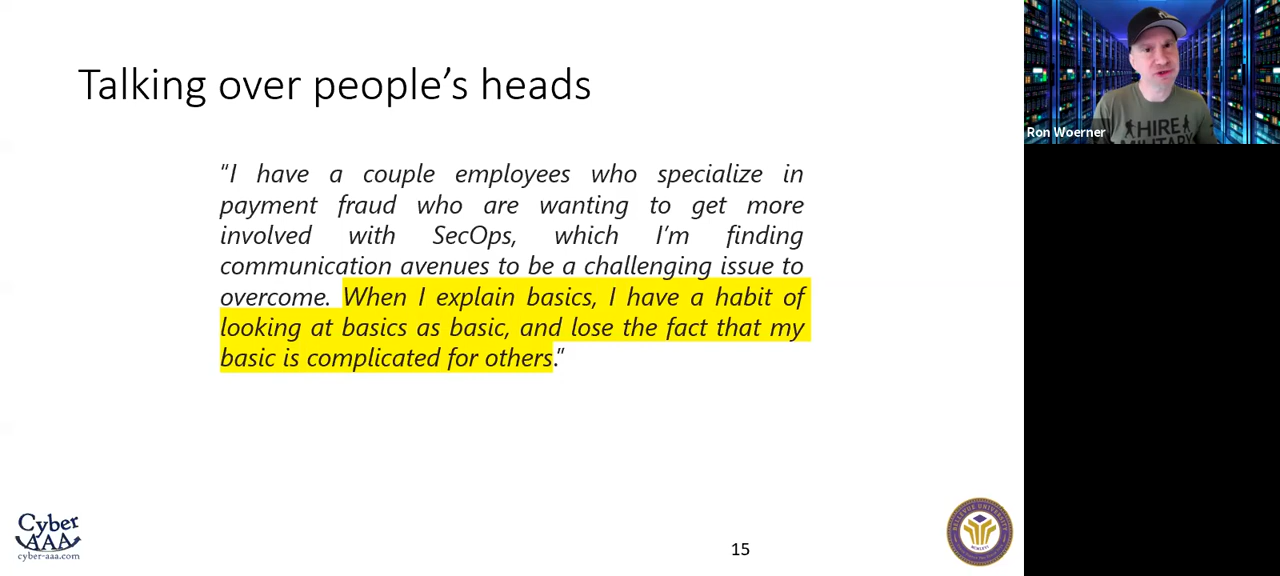 Talking over people's heads
"I have a couple employees who specialize in
payment fraud who are wanting to get more
involved with SecOps, which I'm finding
communication avenues to be a challenging issue to
overcome. When I explain basics, I have a habit of
looking at basics as basic, and lose the fact that my
basic is complicated for others."
Ron Woerner
HIRE
MILITARY
Cyber
AAA
cyber-aaa.com
15
BELLEVUE UNIVERSITY